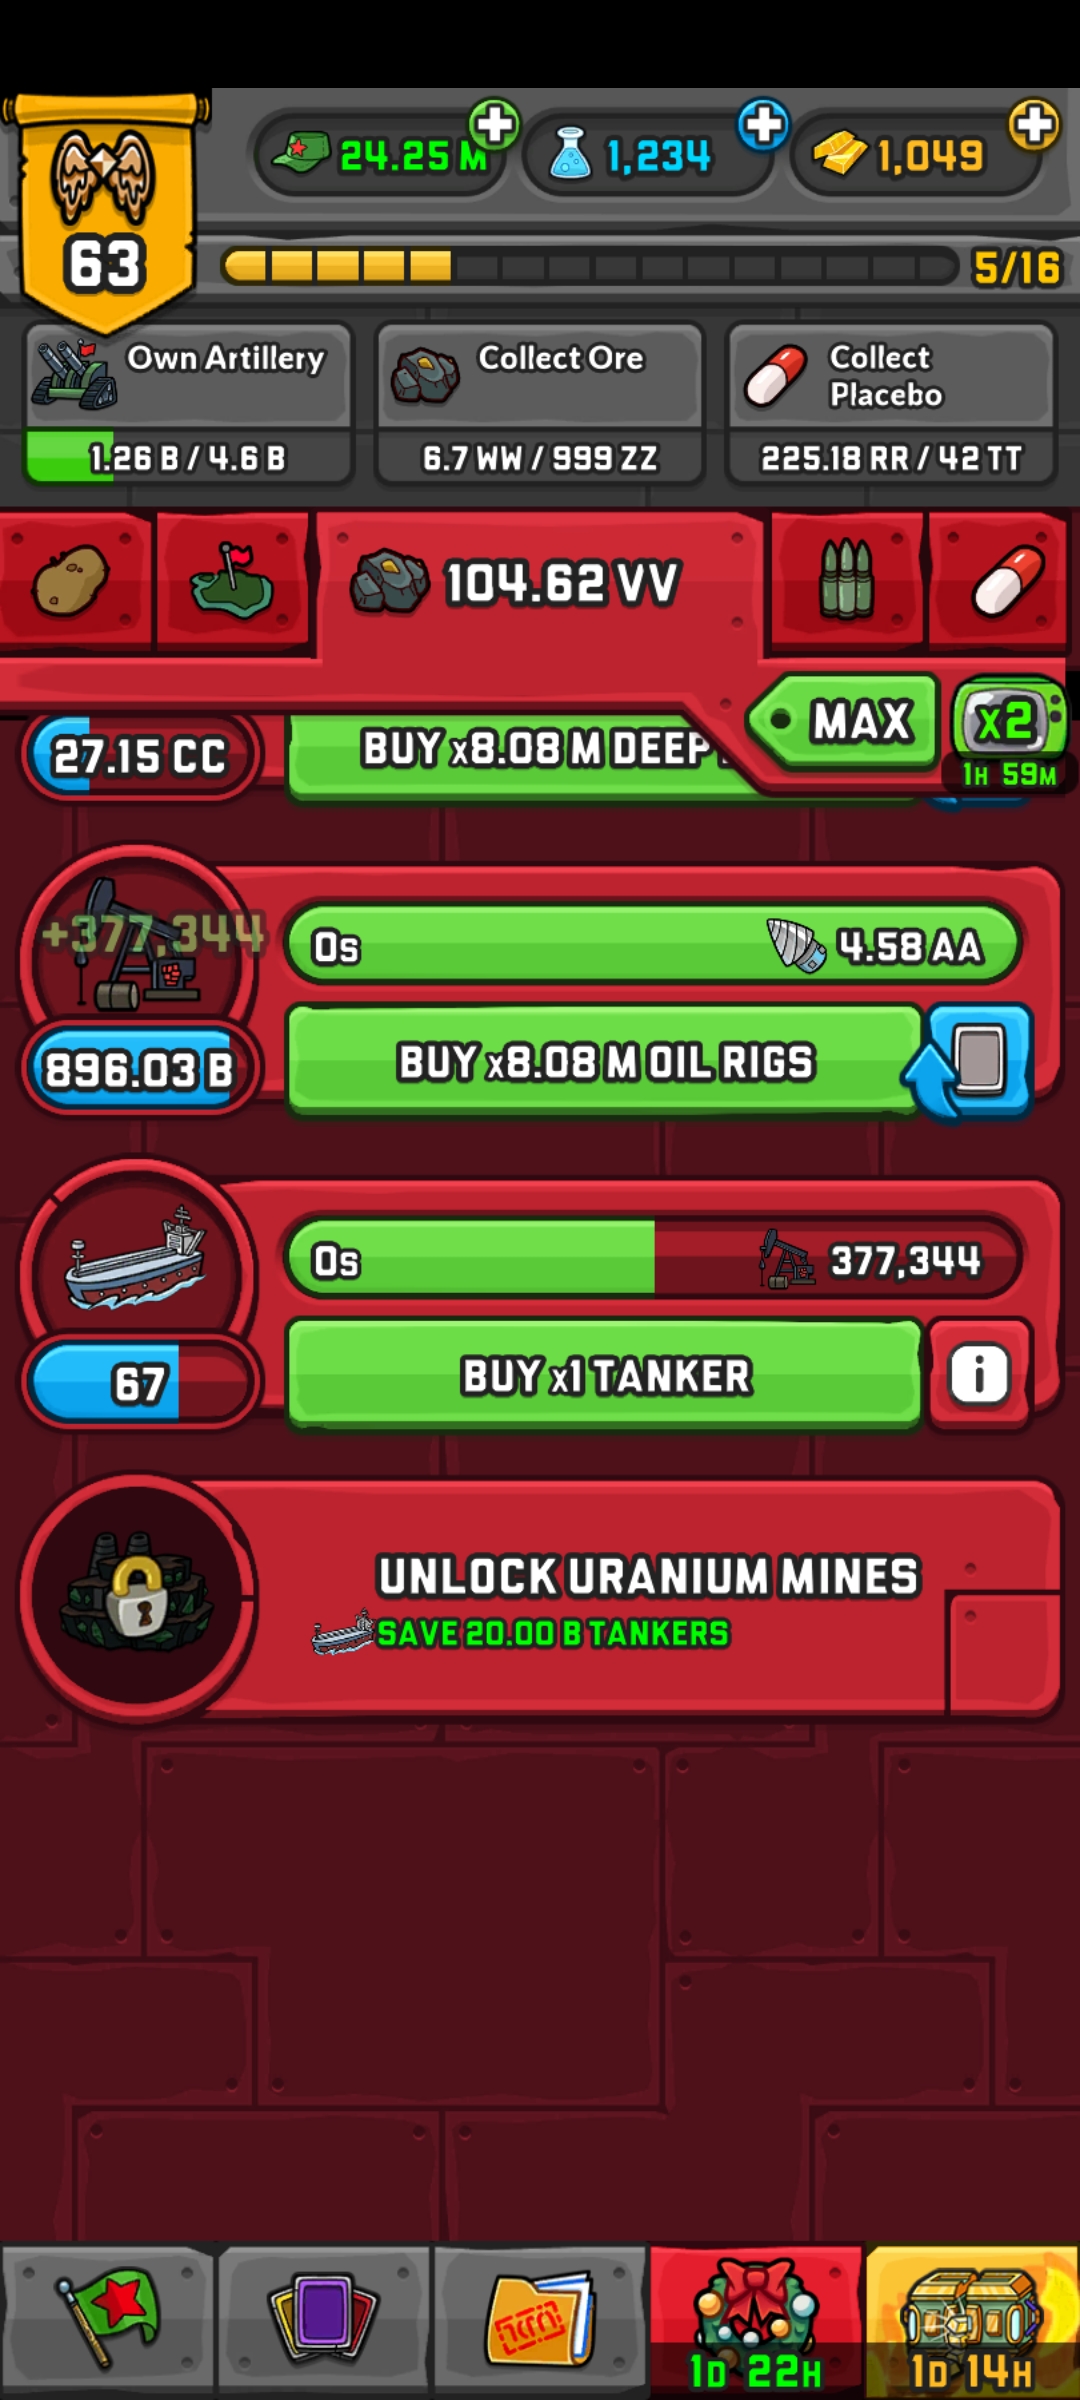 24.25 M
1,234
1,049
63
5/16
Own Artillery
1.26 B / 4.6 B
Collect Ore
6.7 WW / 999 ZZ
Collect
Placebo
225.18 RR / 42 TT
104.62 VV
MAX
x2
1H 59M
27.15 CC
BUY x8.08 M DEEP
+377,344
0s
4.58 AA
896.03 B
BUY x8.08 M OIL RIGS
0s
377,344
67
BUY x1 TANKER
i
UNLOCK URANIUM MINES
SAVE 20.00 B TANKERS
1D 22H
1D 14H